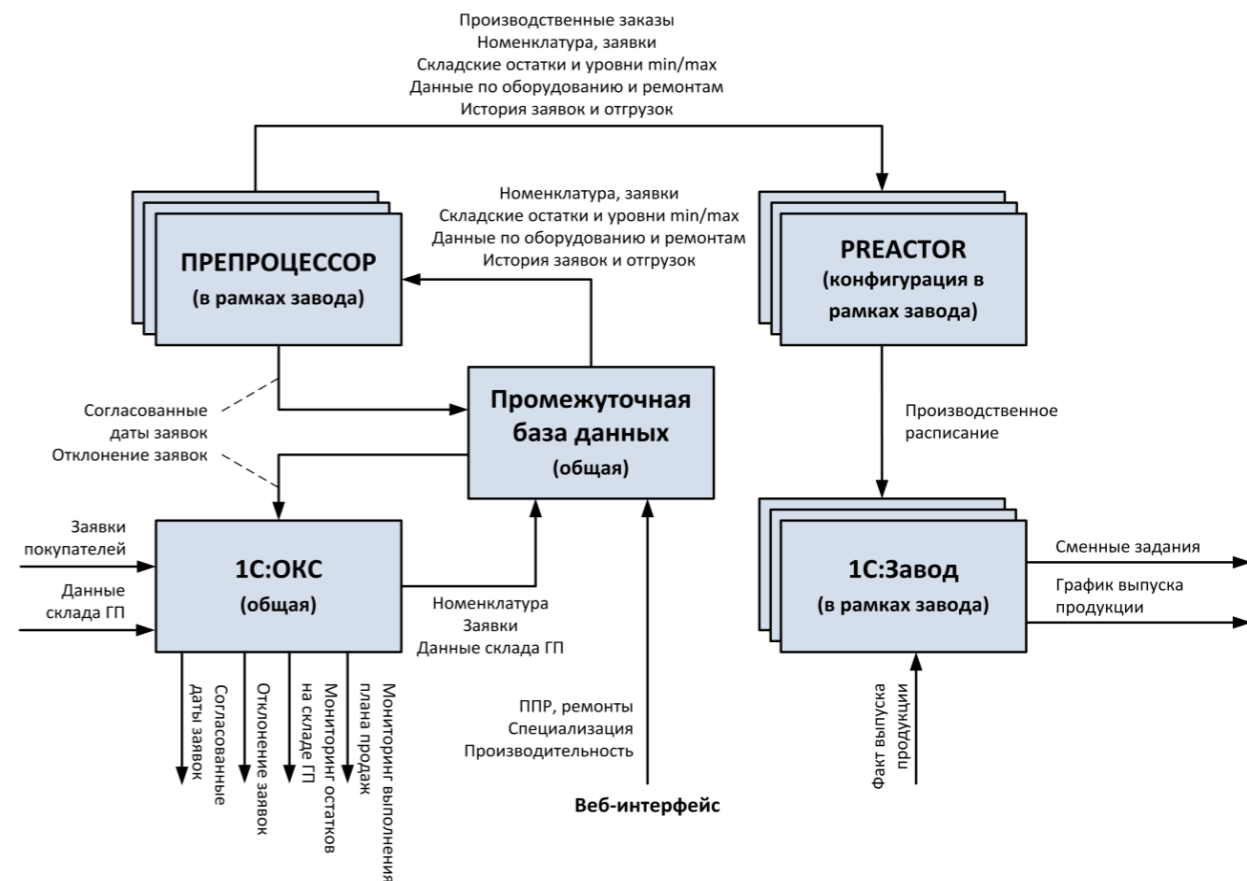 Производственные заказы
Номенклатура, заявки
Складские остатки и уровни min/max
Данные по оборудованию и ремонтам
История заявок и отгрузок
ПРЕПРОЦЕССОР
(в рамках завода)
Номенклатура, заявки
Складские остатки и уровни min/max
Данные по оборудованию и ремонтам
История заявок и отгрузок
PREACTOR
(конфигурация в
рамках завода)
Согласованные
даты заявок
Отклонение заявок
Промежуточная
база данных
(общая)
Производственное
расписание
Заявки
покупателей
Данные
склада ГП
1С:ОКС
(общая)
Номенклатура
Заявки
Данные склада ГП
1С:Завод
(в рамках завода)
Сменные задания
График выпуска
продукции
Согласованные
даты заявок
Отклонение заявок
Мониторинг остатков
на складе ГП
Мониторинг выполнения
плана продаж
ППР, ремонты
Специализация
Производительность
Веб-интерфейс
Факт выпуска
продукции